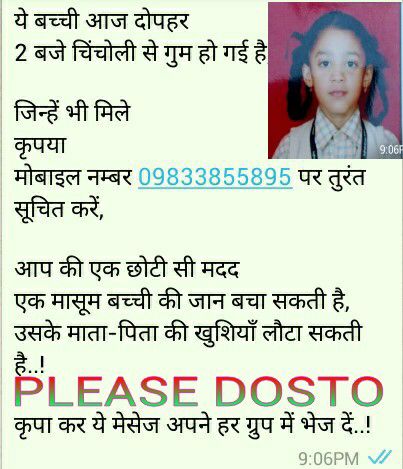 ये बच्ची आज दोपहर
2 बजे चिंचोली से गुम हो गई है
9:06
जिन्हें भी मिले
कृपया
मोबाइल नम्बर 09833855895 पर तुरंत
सूचित करें,
आप की एक छोटी सी मदद
एक मासूम बच्ची की जान बचा सकती है,
उसके माता-पिता की खुशियाँ लौटा सकती
है..!
PLEASE DOSTO
कृपा कर ये मेसेज अपने हर ग्रुप में भेज दें..!
9:06PM